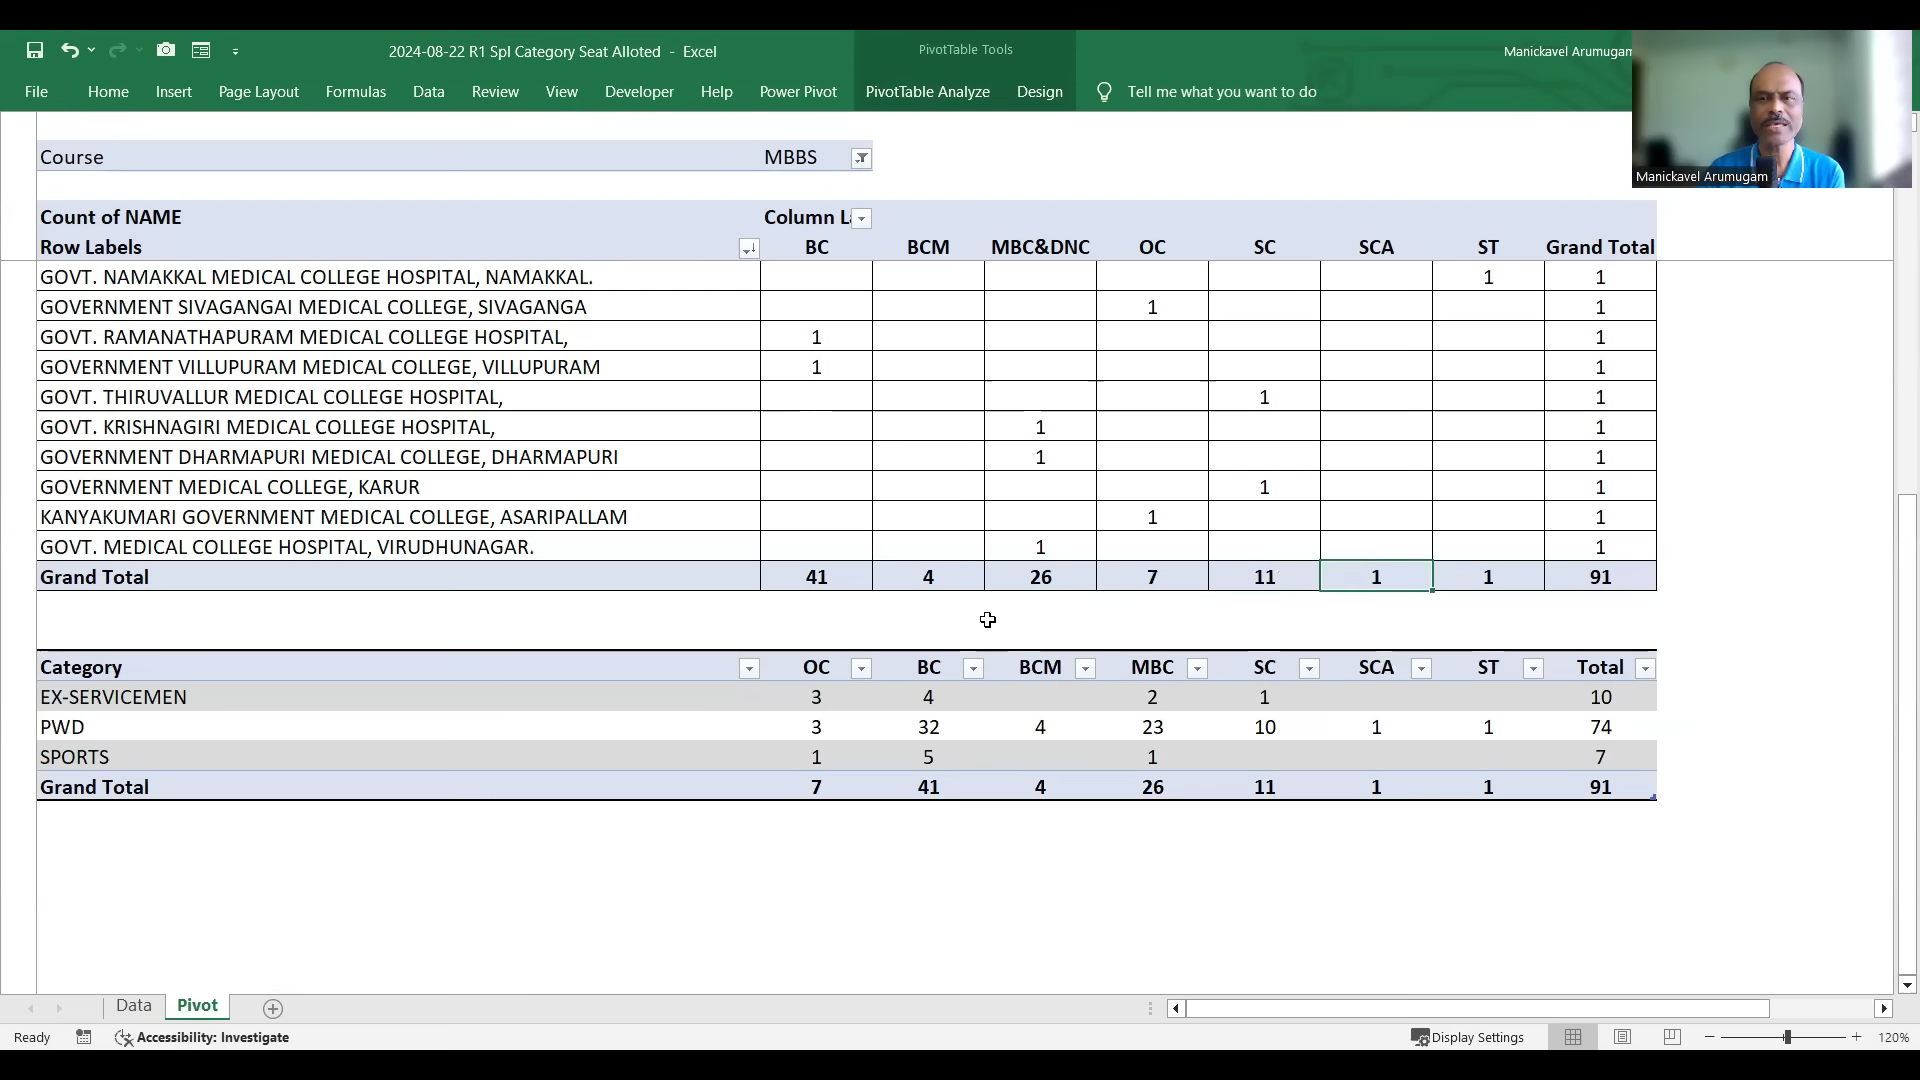 2024-08-22 R1 Spl Category Seat Alloted - Excel
PivotTable Tools
Manickavel Arumugam
File Home Insert Page Layout Formulas Data Review View Developer Help Power Pivot PivotTable Analyze Design Tell me what you want to do
Manickavel Arumugam
Course MBBS
Count of NAME Column La
Row Labels BC BCM MBC&DNC OC SC SCA ST Grand Total
GOVT. NAMAKKAL MEDICAL COLLEGE HOSPITAL, NAMAKKAL. 1 1
GOVERNMENT SIVAGANGAI MEDICAL COLLEGE, SIVAGANGA 1 1
GOVT. RAMANATHAPURAM MEDICAL COLLEGE HOSPITAL, 1 1
GOVERNMENT VILLUPURAM MEDICAL COLLEGE, VILLUPURAM 1 1
GOVT. THIRUVALLUR MEDICAL COLLEGE HOSPITAL, 1 1
GOVT. KRISHNAGIRI MEDICAL COLLEGE HOSPITAL, 1 1
GOVERNMENT DHARMAPURI MEDICAL COLLEGE, DHARMAPURI 1 1
GOVERNMENT MEDICAL COLLEGE, KARUR 1 1
KANYAKUMARI GOVERNMENT MEDICAL COLLEGE, ASARIPALLAM 1 1
GOVT. MEDICAL COLLEGE HOSPITAL, VIRUDHUNAGAR. 1 1
Grand Total 41 4 26 7 11 1 1 91
Category OC BC BCM MBC SC SCA ST Total
EX-SERVICEMEN 3 4 2 1 10
PWD 3 32 4 23 10 1 1 74
SPORTS 1 5 1 7
Grand Total 7 41 4 26 11 1 1 91
Data Pivot
Ready Accessibility: Investigate Display Settings 120%